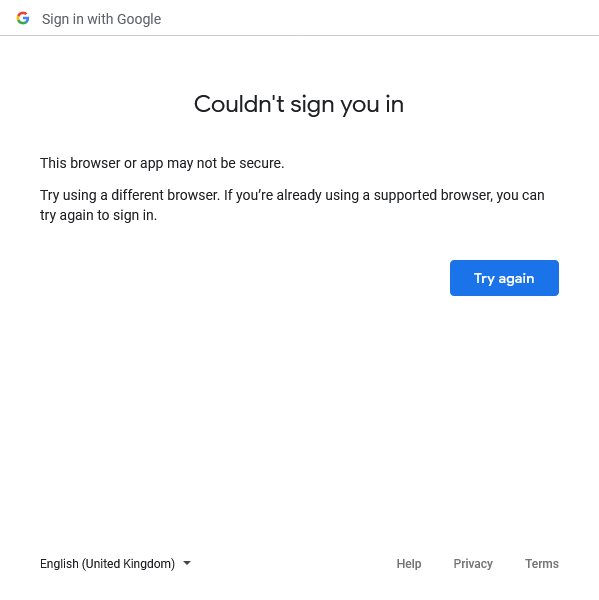 Sign in with Google
Couldn't sign you in
This browser or app may not be secure.
Try using a different browser. If you’re already using a supported browser, you can
try again to sign in.
Try again
English (United Kingdom)
Help Privacy Terms